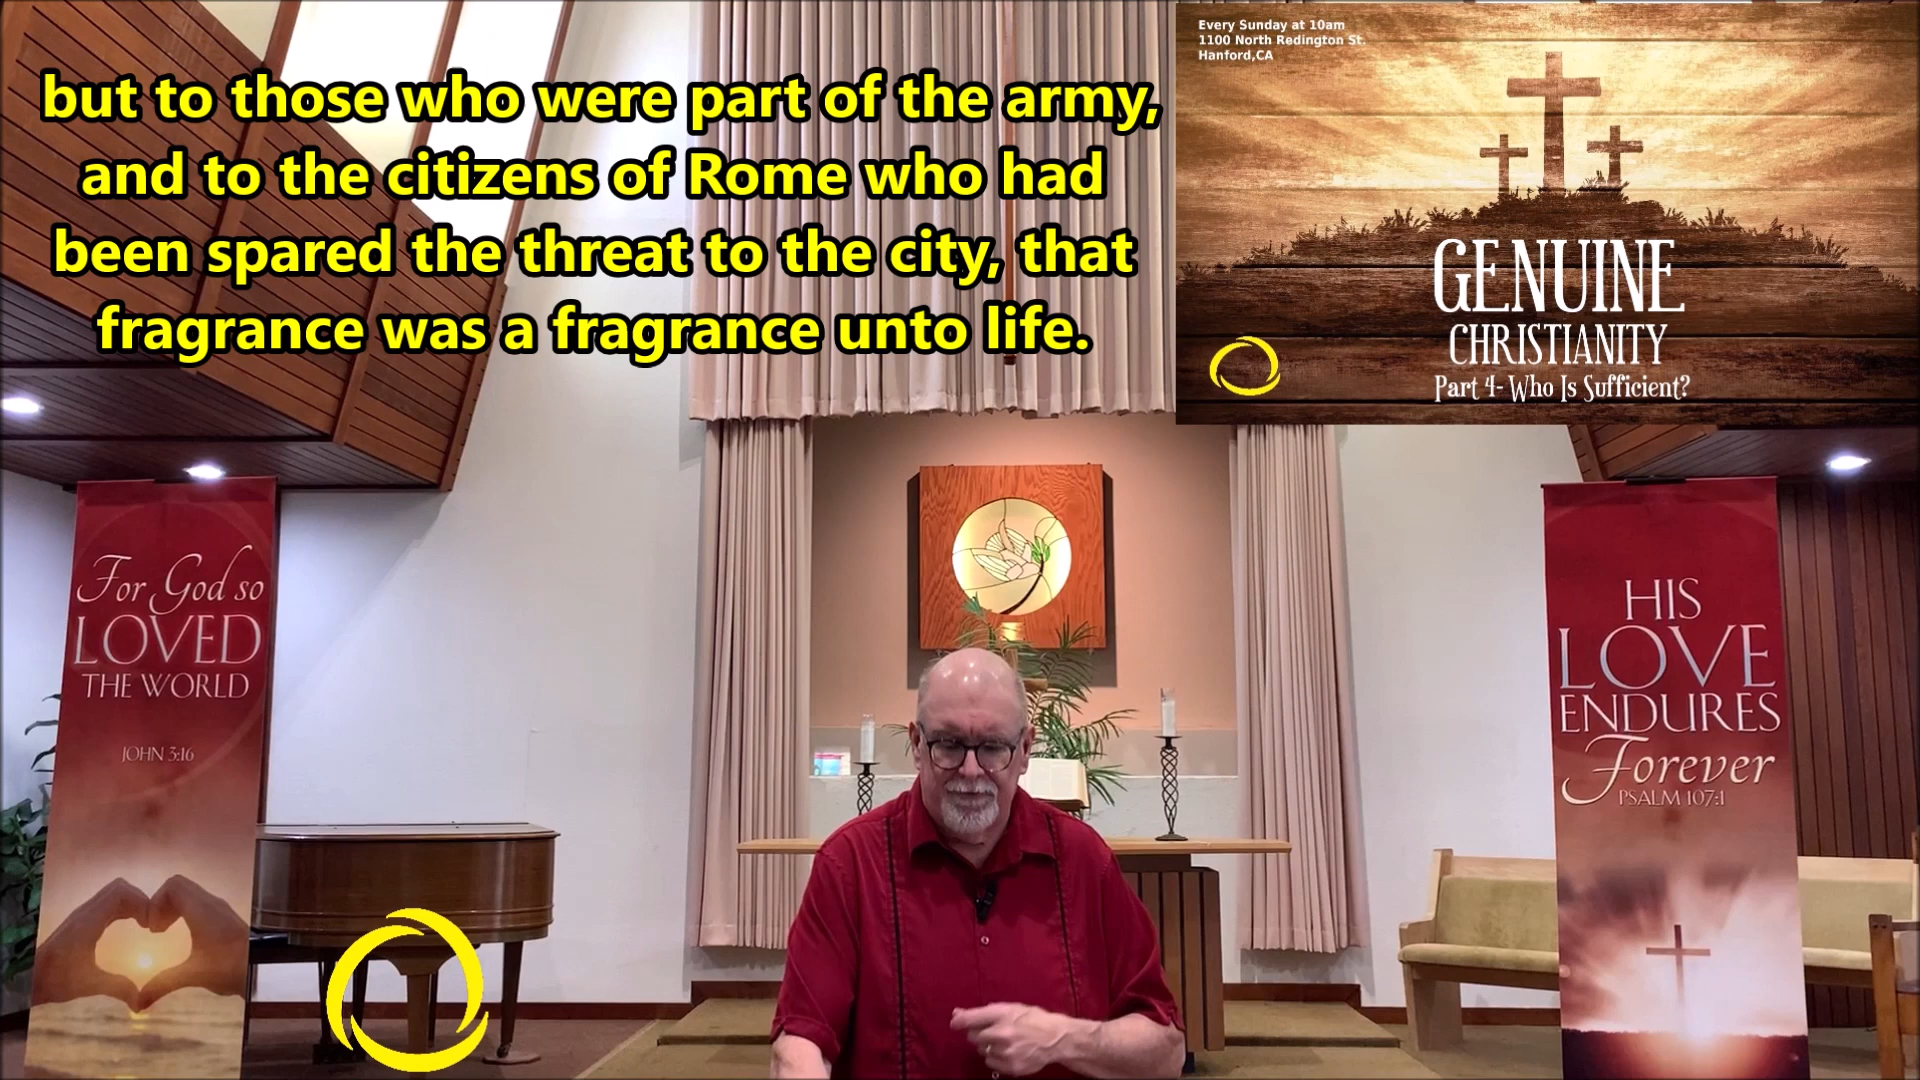 but to those who were part of the army,
and to the citizens of Rome who had
been spared the threat to the city, that
fragrance was a fragrance unto life.
Every Sunday at 10am
1100 North Redington St.
Hanford,CA
GENUINE
CHRISTIANITY
Part 4- Who Is Sufficient?
For God so
LOVED
THE WORLD
JOHN 3:16
HIS
LOVE
ENDURES
Forever
PSALM 107:1